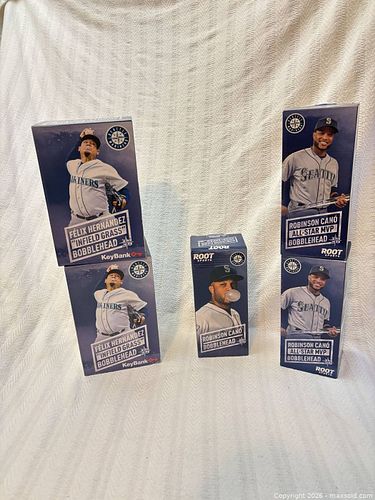 MARINERS
FÉLIX HERNÁNDEZ
"INFIELD GRASS"
BOBBLEHEAD
KeyBank
S
SEATTLE
ROBINSON CANÓ
ALL-STAR MVP
BOBBLEHEAD
ROOT
FÉLIX HERNÁNDEZ
"INFIELD GRASS"
BOBBLEHEAD
KeyBank
ROOT
SPORTS
ROBINSON CANÓ
BOBBLEHEAD
SEATTLE
ROBINSON CANÓ
ALL-STAR MVP
BOBBLEHEAD
ROOT
Copyright © 2026 - maxsold.com